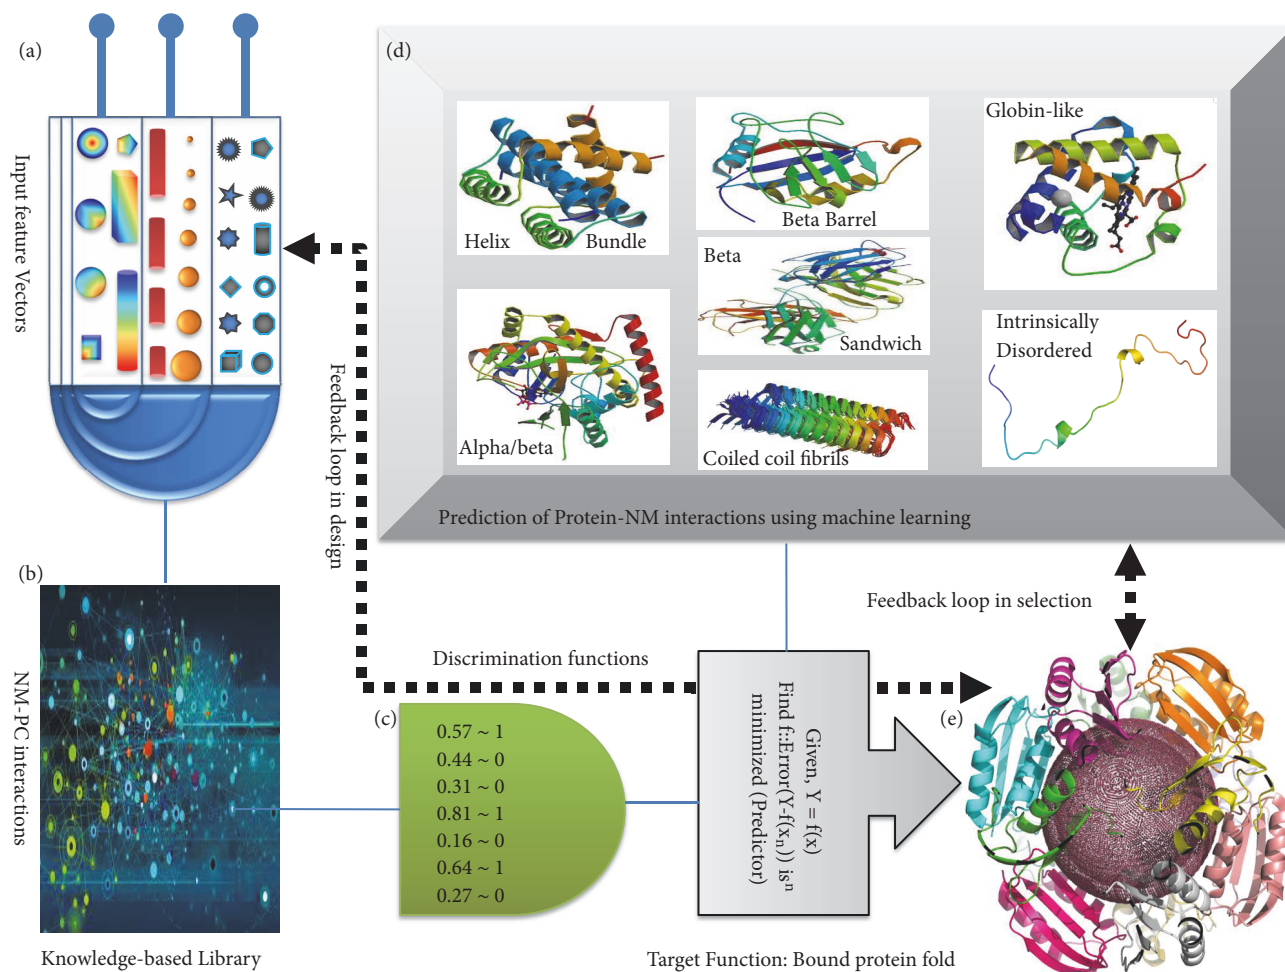 (a)
Input feature Vectors
(b)
NM-PC interactions
Knowledge-based Library
Feedback loop in design
Discrimination functions
(c)
0.57 ~ 1
0.44 ~ 0
0.31 ~ 0
0.81 ~ 1
0.16 ~ 0
0.64 ~ 1
0.27 ~ 0
(d)
Helix Bundle
Beta Barrel
Globin-like
Beta
Sandwich
Alpha/beta
Coiled coil fibrils
Intrinsically
Disordered
Prediction of Protein-NM interactions using machine learning
Feedback loop in selection
Given, Y = f(x)
Find f:Error(Y-f(xₙ)) isⁿ
minimized (Predictor)
(e)
Target Function: Bound protein fold